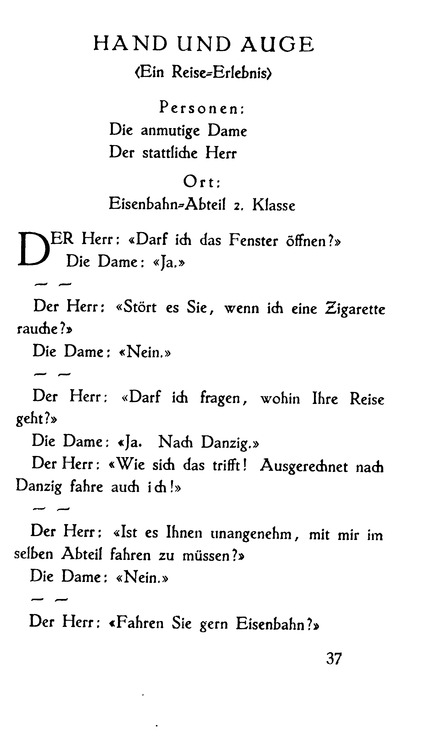 HAND UND AUGE
(Ein Reise=Erlebnis)
Personen:
Die anmutige Dame
Der stattliche Herr
Ort:
Eisenbahn=Abteil 2. Klasse
DER Herr: «Darf ich das Fenster öffnen?»
Die Dame: «Ja.»
— —
Der Herr: «Stört es Sie, wenn ich eine Zigarette
rauche?»
Die Dame: «Nein.»
— —
Der Herr: «Darf ich fragen, wohin Ihre Reise
geht?»
Die Dame: «Ja. Nach Danzig.»
Der Herr: «Wie sich das trifft! Ausgerechnet nach
Danzig fahre auch ich!»
— —
Der Herr: «Ist es Ihnen unangenehm, mit mir im
selben Abteil fahren zu müssen?»
Die Dame: «Nein.»
— —
Der Herr: «Fahren Sie gern Eisenbahn?»
37